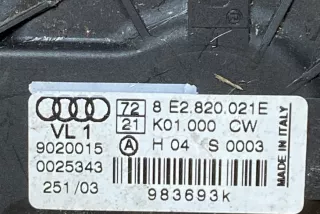 72 8 E2.820.021E
VL 1 21 K01.000 CW
9020015 A H 04 S 0003
0025343
251/03
983693k
MADE IN ITALY